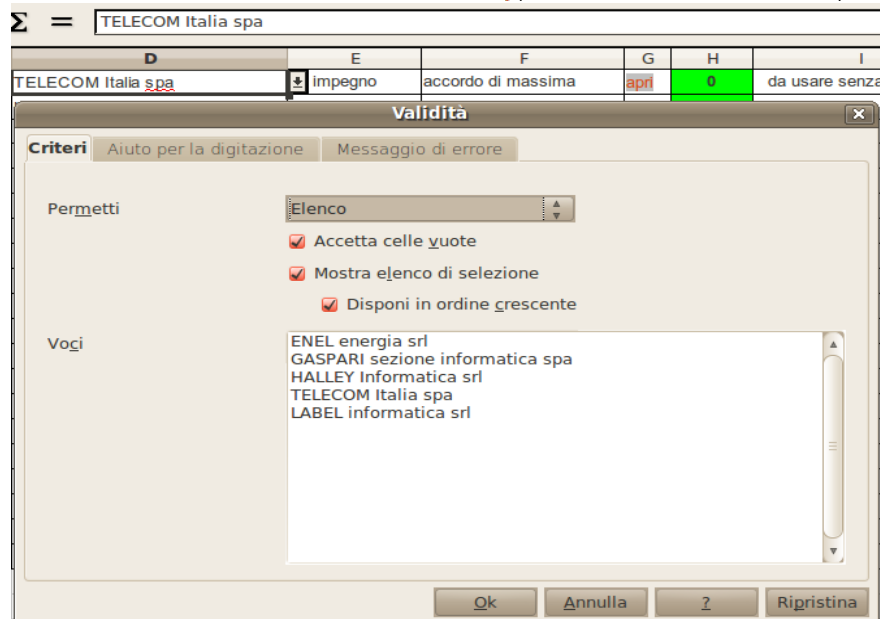 Σ = TELECOM Italia spa
D E F G H I
TELECOM Italia spa impegno accordo di massima apri 0 da usare senza
Validità
Criteri Aiuto per la digitazione Messaggio di errore
Permetti Elenco
Accetta celle vuote
Mostra elenco di selezione
Disponi in ordine crescente
Voci
ENEL energia srl
GASPARI sezione informatica spa
HALLEY Informatica srl
TELECOM Italia spa
LABEL informatica srl
Ok Annulla ? Ripristina